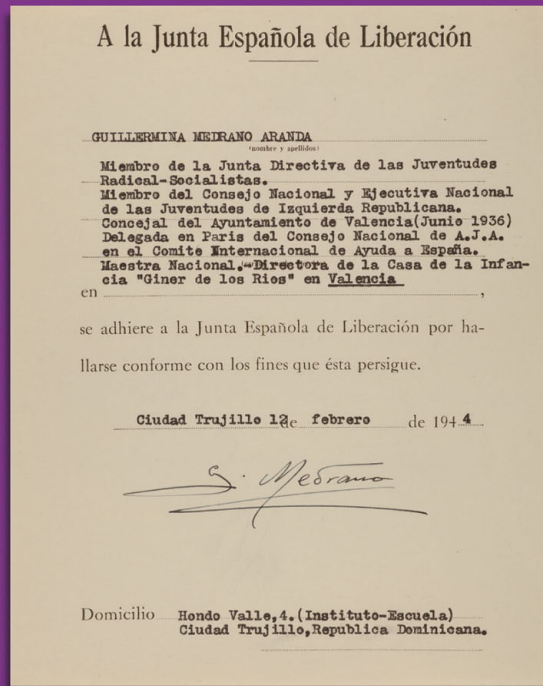 A la Junta Española de Liberación
GUILLERMINA MEDRANO ARANDA
(nombre y apellidos)
Miembro de la Junta Directiva de las Juventudes
Radical-Socialistas.
Miembro del Consejo Nacional y Ejecutiva Nacional
de las Juventudes de Izquierda Republicana.
Concejal del Ayuntamiento de Valencia(Junio 1936)
Delegada en Paris del Consejo Nacional de A.J.A.
en el Comite Internacional de Ayuda a España.
Maestra Nacional.-Directora de la Casa de la Infan-
cia "Giner de los Rios" en Valencia
en ,
se adhiere a la Junta Española de Liberación por ha-
llarse conforme con los fines que ésta persigue.
Ciudad Trujillo 12 de febrero de 1944
G. Medrano
Domicilio Hondo Valle,4.(Instituto-Escuela)
Ciudad Trujillo,Republica Dominicana.